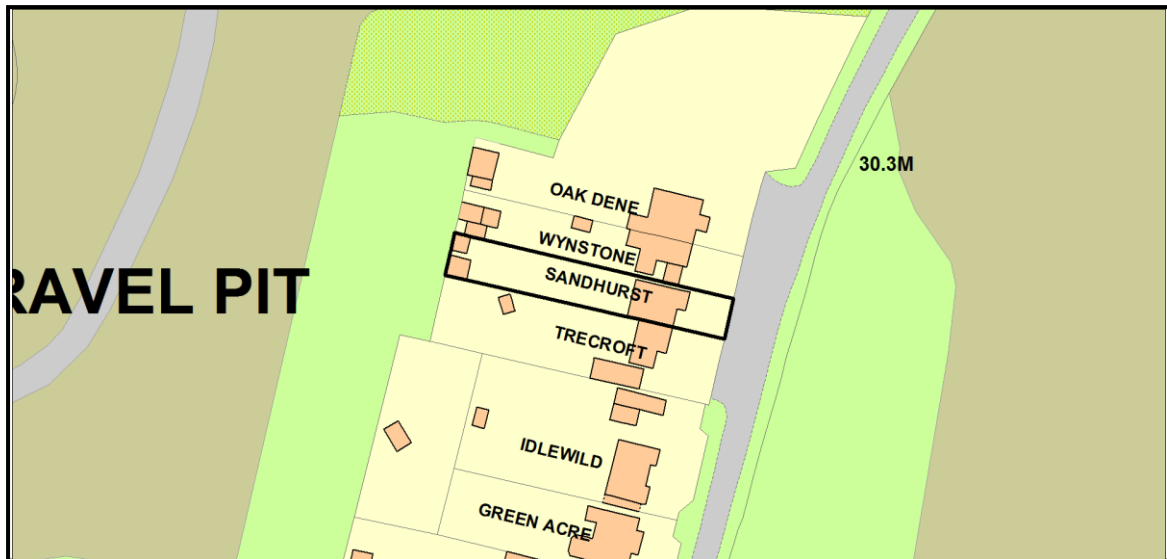 30.3M
OAK DENE
WYNSTONE
SANDHURST
RAVEL PIT
TRECROFT
IDLEWILD
GREEN ACRE